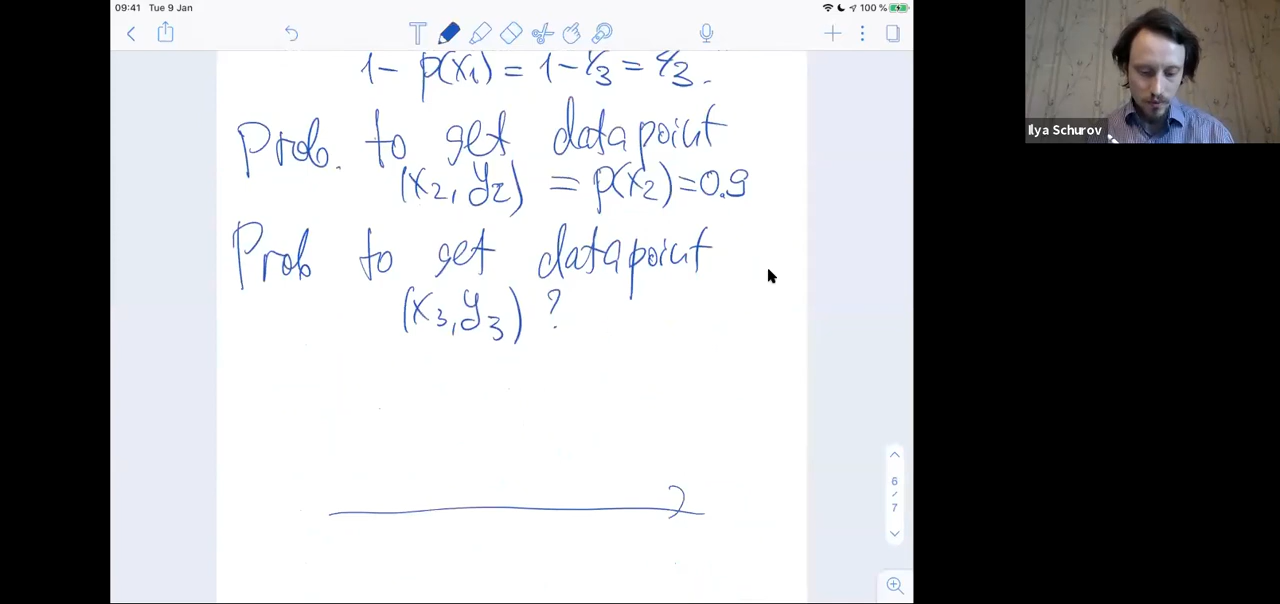 09:41 Tue 9 Jan
100 %
T
1- p(x₁) = 1-1/3 = 2/3.
Ilya Schurov
Prob. to get datapoint
(x₂, y₂) = p(x₂)=0.9
Prob to get datapoint
(x₃, y₃) ?
6
/
7